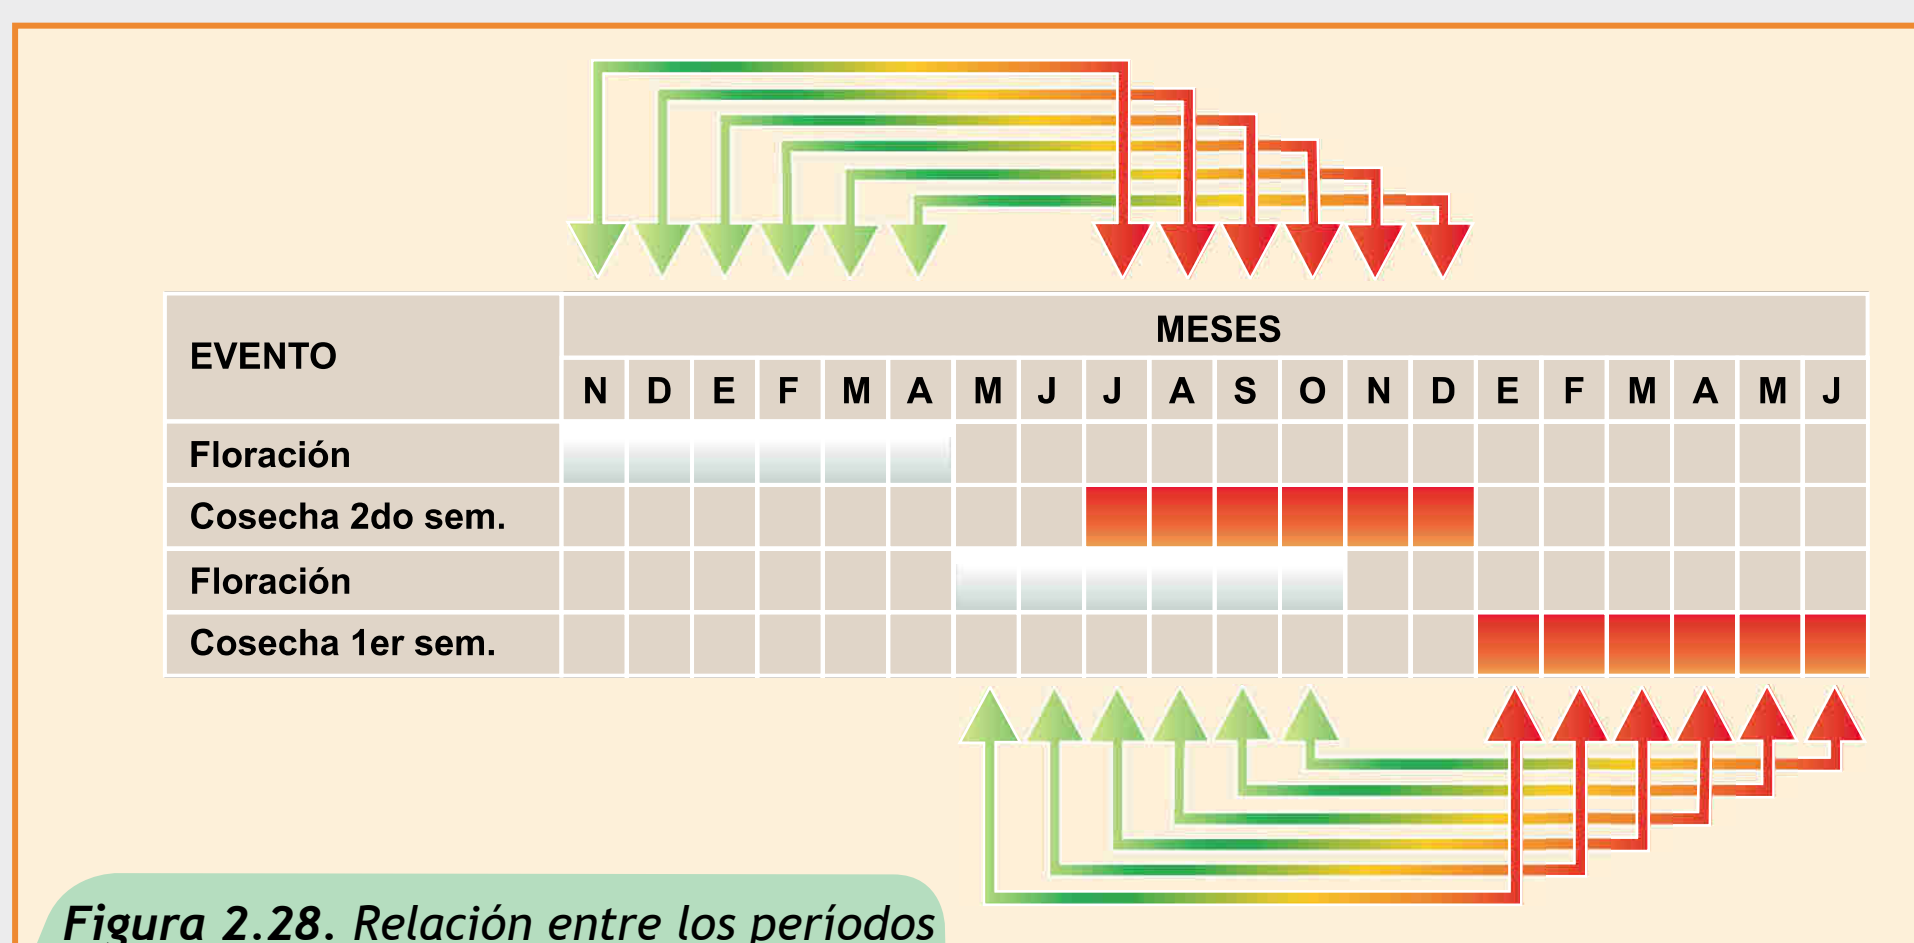 MESES
EVENTO
N D E F M A M J J A S O N D E F M A M J
Floración
Cosecha 2do sem.
Floración
Cosecha 1er sem.
Figura 2.28. Relación entre los períodos